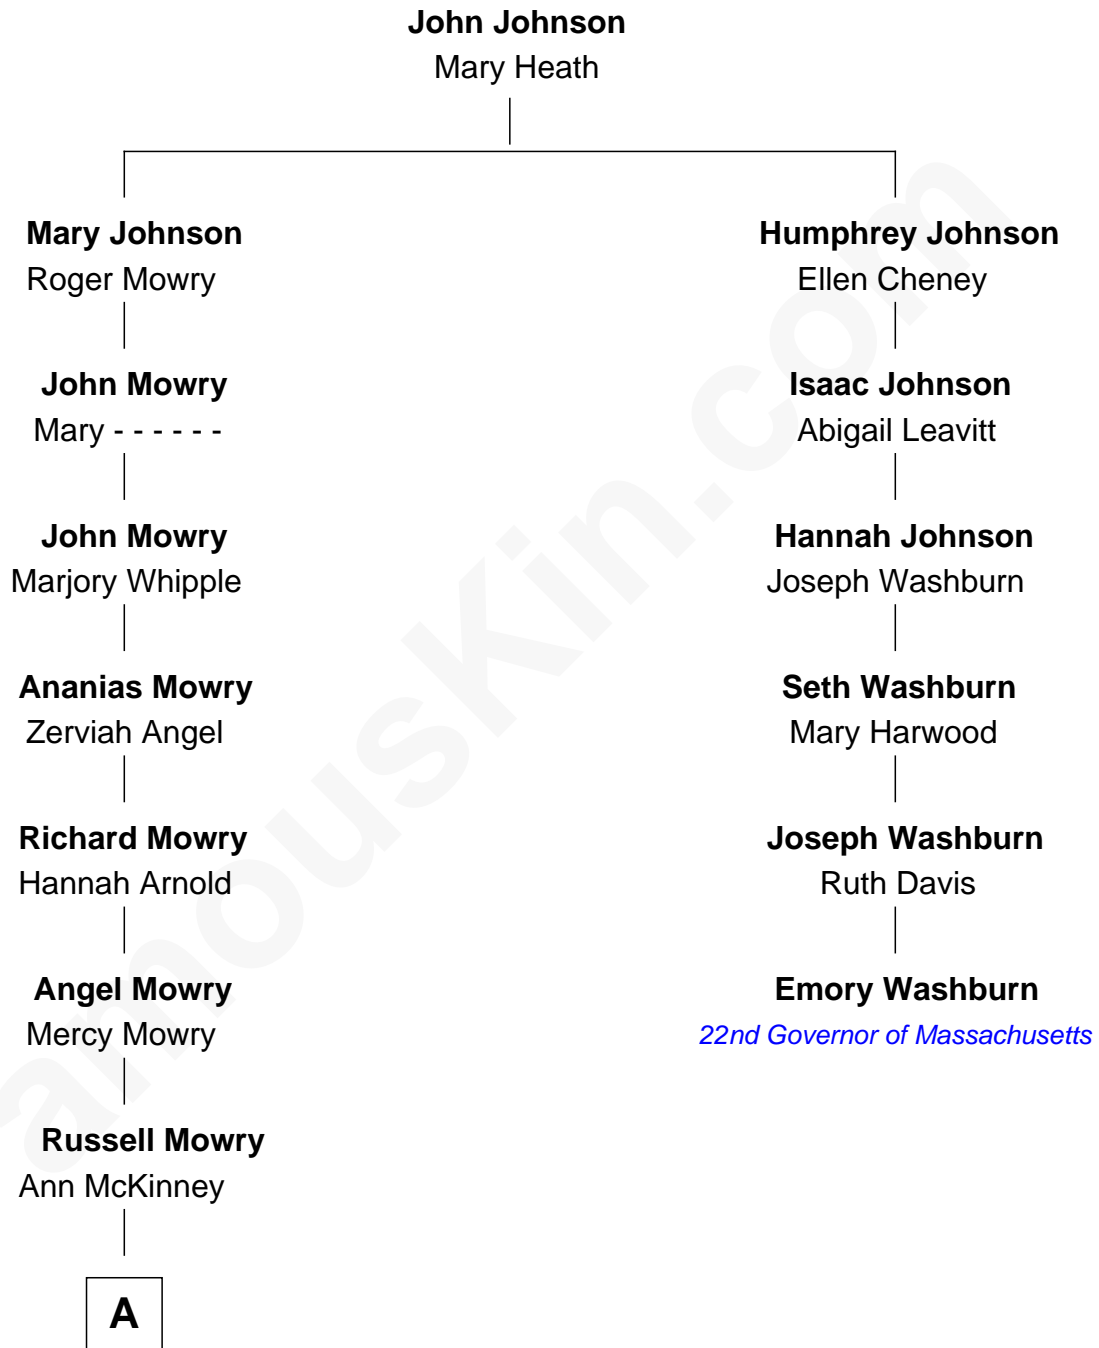 John Johnson
Mary Heath
Mary Johnson
Roger Mowry
Humphrey Johnson
Ellen Cheney
John Mowry
Mary - - - - - -
Isaac Johnson
Abigail Leavitt
John Mowry
Marjory Whipple
Hannah Johnson
Joseph Washburn
Ananias Mowry
Zerviah Angel
Seth Washburn
Mary Harwood
Richard Mowry
Hannah Arnold
Joseph Washburn
Ruth Davis
Angel Mowry
Mercy Mowry
Emory Washburn
22nd Governor of Massachusetts
Russell Mowry
Ann McKinney
A
amousKin.com